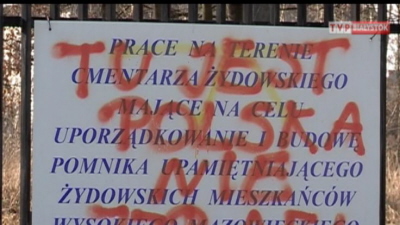 TVP BIAŁYSTOK
PRACE NA TERENIE
CMENTARZA ŻYDOWSKIEGO
MAJĄCE NA CELU
UPORZĄDKOWANIE I BUDOWĘ
POMNIKA UPAMIĘTNIAJĄCEGO
ŻYDOWSKICH MIESZKAŃCÓW
WYSOKIEGO MAZOWIECKIEGO
TU JEST
POLSKA
NIE